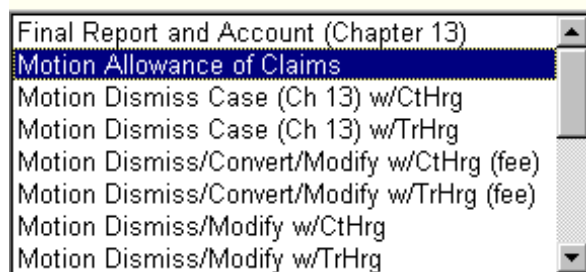 Final Report and Account (Chapter 13)
Motion Allowance of Claims
Motion Dismiss Case (Ch 13) w/CtHrg
Motion Dismiss Case (Ch 13) w/TrHrg
Motion Dismiss/Convert/Modify w/CtHrg (fee)
Motion Dismiss/Convert/Modify w/TrHrg (fee)
Motion Dismiss/Modify w/CtHrg
Motion Dismiss/Modify w/TrHrg